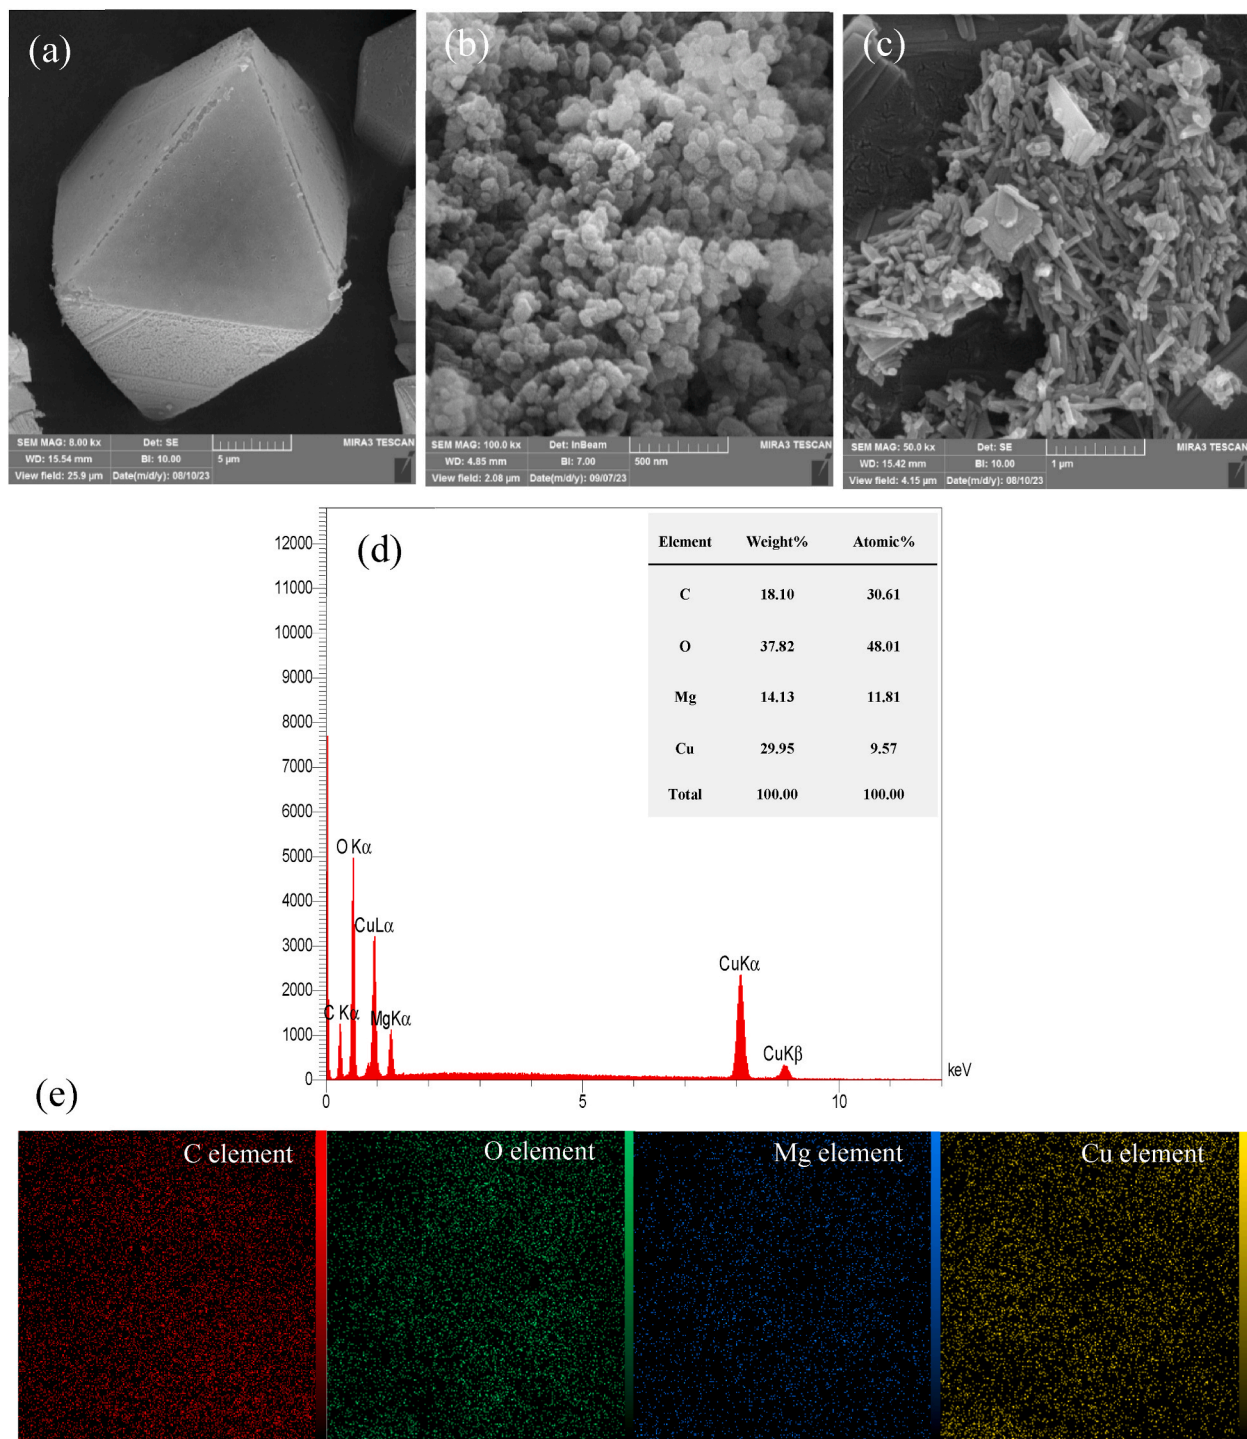 (a)
SEM MAG: 8.00 kx Det: SE
WD: 15.54 mm BI: 10.00 5 µm
View field: 25.9 µm Date(m/d/y): 08/10/23
MIRA3 TESCAN
(b)
SEM MAG: 100.0 kx Det: InBeam
WD: 4.85 mm BI: 7.00 500 nm
View field: 2.08 µm Date(m/d/y): 09/07/23
MIRA3 TESCAN
(c)
SEM MAG: 50.0 kx Det: SE
WD: 15.42 mm BI: 10.00 1 µm
View field: 4.15 µm Date(m/d/y): 08/10/23
MIRA3 TESCAN
(d)
12000
11000
10000
9000
8000
7000
6000
5000
4000
3000
2000
1000
0
Element Weight% Atomic%
C 18.10 30.61
O 37.82 48.01
Mg 14.13 11.81
Cu 29.95 9.57
Total 100.00 100.00
O Kα
CuLα
C Kα
MgKα
CuKα
CuKβ
keV
0 5 10
(e)
C element
O element
Mg element
Cu element